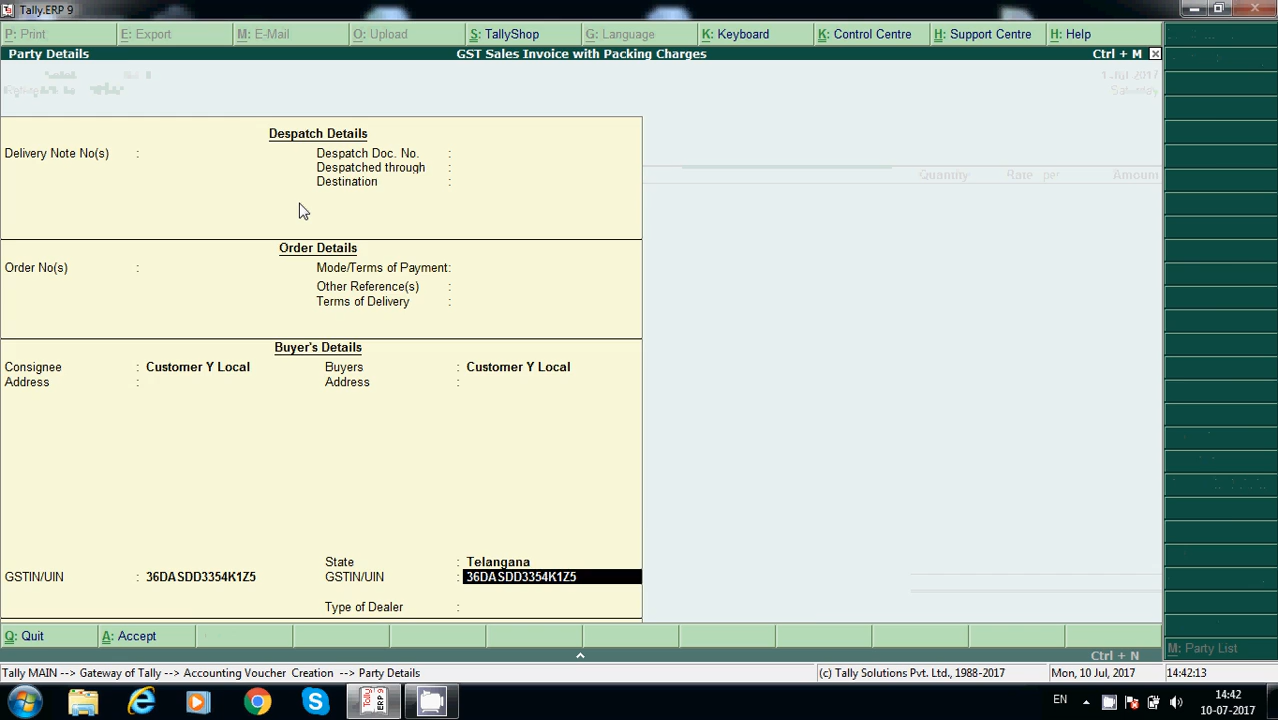 Tally.ERP 9
P: Print E: Export M: E-Mail O: Upload S: TallyShop G: Language K: Keyboard K: Control Centre H: Support Centre H: Help
Party Details GST Sales Invoice with Packing Charges Ctrl + M
1-Jul-2017
Saturday
Despatch Details
Delivery Note No(s) : Despatch Doc. No. :
Despatched through :
Destination :
Quantity Rate per Amount
Order Details
Order No(s) : Mode/Terms of Payment:
Other Reference(s) :
Terms of Delivery :
Buyer's Details
Consignee : Customer Y Local Buyers : Customer Y Local
Address : Address :
State : Telangana
GSTIN/UIN : 36DASDD3354K1Z5 GSTIN/UIN : 36DASDD3354K1Z5
Type of Dealer :
Q: Quit A: Accept
M: Party List
Ctrl + N
Tally MAIN --> Gateway of Tally --> Accounting Voucher Creation --> Party Details (c) Tally Solutions Pvt. Ltd., 1988-2017 Mon, 10 Jul, 2017 14:42:13
EN 14:42
10-07-2017